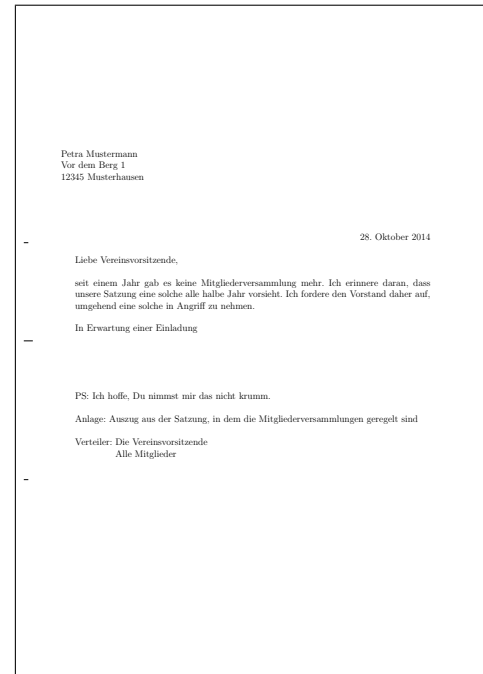 Petra Mustermann
Vor dem Berg 1
12345 Musterhausen
28. Oktober 2014
Liebe Vereinsvorsitzende,
seit einem Jahr gab es keine Mitgliederversammlung mehr. Ich erinnere daran, dass
unsere Satzung eine solche alle halbe Jahr vorsieht. Ich fordere den Vorstand daher auf,
umgehend eine solche in Angriff zu nehmen.
In Erwartung einer Einladung
PS: Ich hoffe, Du nimmst mir das nicht krumm.
Anlage: Auszug aus der Satzung, in dem die Mitgliederversammlungen geregelt sind
Verteiler: Die Vereinsvorsitzende
Alle Mitglieder